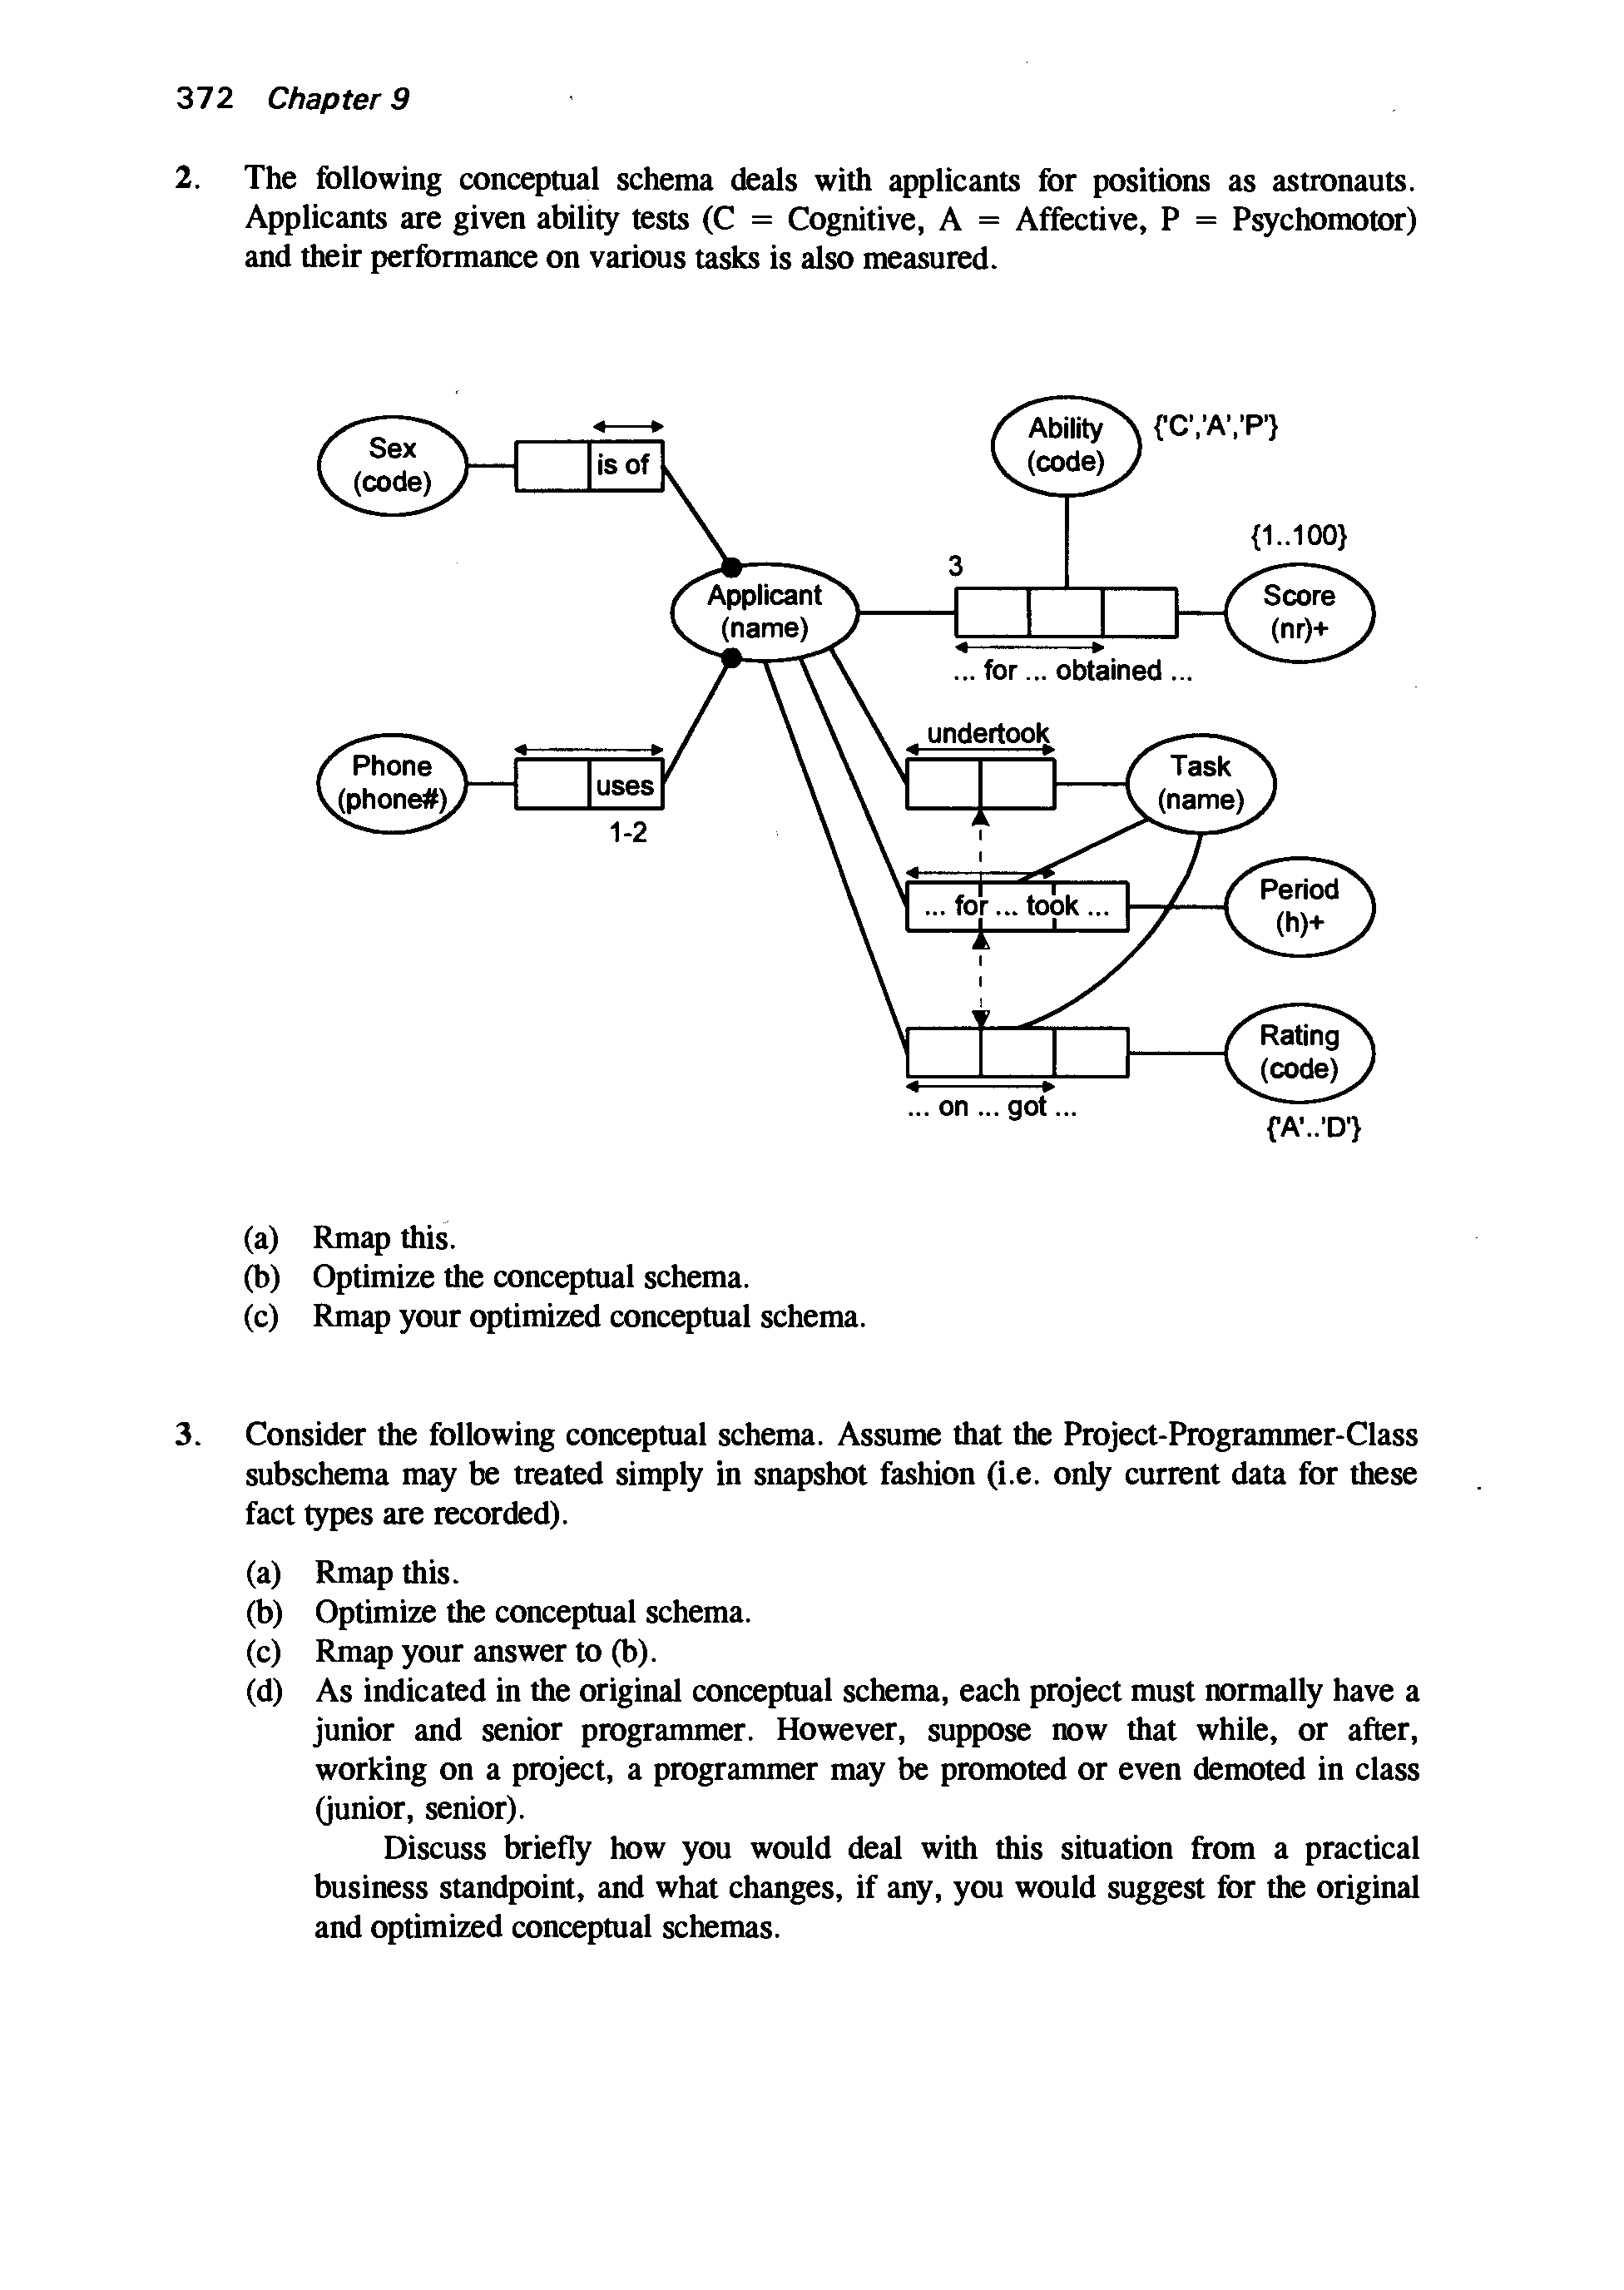 372 Chapter 9
2. The following conceptual schema deals with applicants for positions as astronauts.
Applicants are given ability tests (C = Cognitive, A = Affective, P = Psychomotor)
and their performance on various tasks is also measured.
Ability
(code)
{'C','A','P'}
Sex
(code)
is of
{1..100}
3
Applicant
(name)
Score
(nr)+
... for ... obtained ...
undertook
Phone
(phone#)
uses
1-2
Task
(name)
... for ... took ...
Period
(h)+
Rating
(code)
... on ... got ...
{'A'..'D'}
(a) Rmap this.
(b) Optimize the conceptual schema.
(c) Rmap your optimized conceptual schema.
3. Consider the following conceptual schema. Assume that the Project-Programmer-Class
subschema may be treated simply in snapshot fashion (i.e. only current data for these
fact types are recorded).
(a) Rmap this.
(b) Optimize the conceptual schema.
(c) Rmap your answer to (b).
(d) As indicated in the original conceptual schema, each project must normally have a
junior and senior programmer. However, suppose now that while, or after,
working on a project, a programmer may be promoted or even demoted in class
(junior, senior).
Discuss briefly how you would deal with this situation from a practical
business standpoint, and what changes, if any, you would suggest for the original
and optimized conceptual schemas.